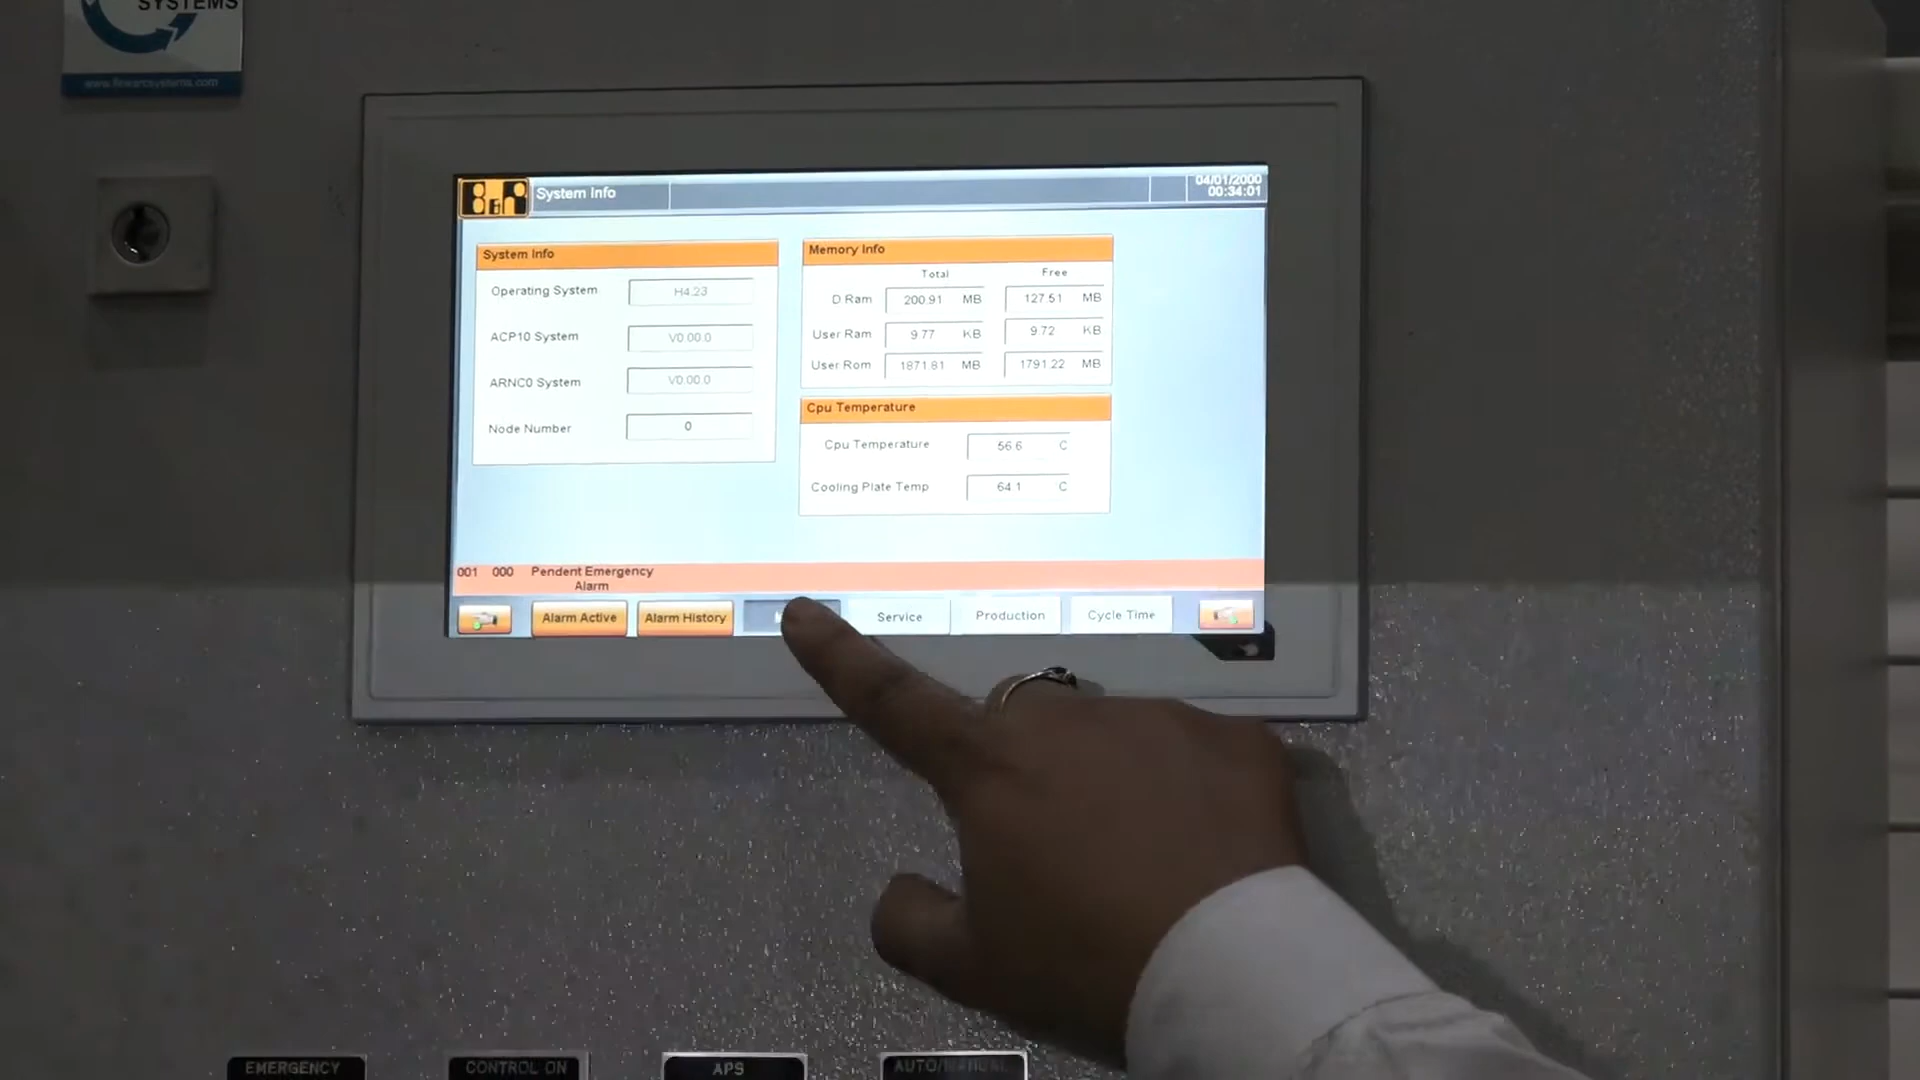 SYSTEMS
B&R
System Info
04/01/2000
00:34:01
System Info
Operating System H4.23
ACP10 System V0.00.0
ARNC0 System V0.00.0
Node Number 0
Memory Info
Total Free
D Ram 200.91 MB 127.51 MB
User Ram 9.77 KB 9.72 KB
User Rom 1871.81 MB 1791.22 MB
Cpu Temperature
Cpu Temperature 56.6 C
Cooling Plate Temp 64.1 C
001 000 Pendent Emergency
Alarm
Alarm Active Alarm History Service Production Cycle Time
EMERGENCY CONTROL ON APS AUTO/MANUAL